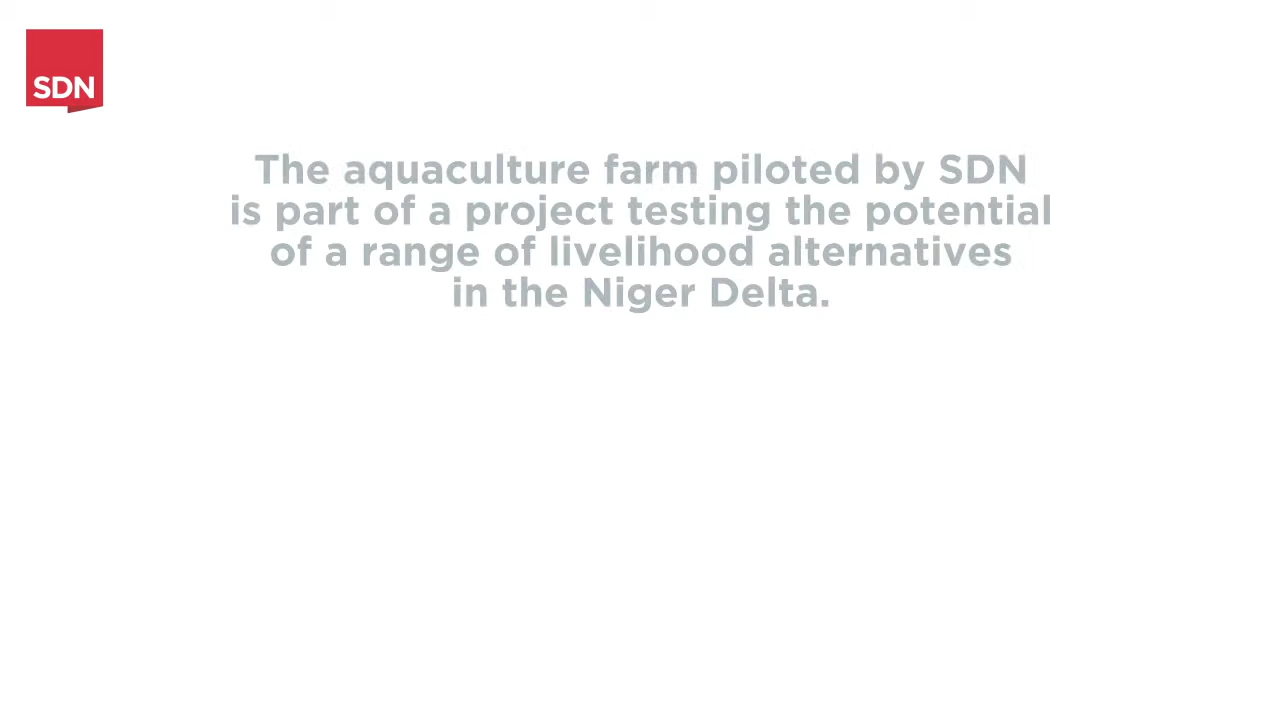 SDN
The aquaculture farm piloted by SDN
is part of a project testing the potential
of a range of livelihood alternatives
in the Niger Delta.